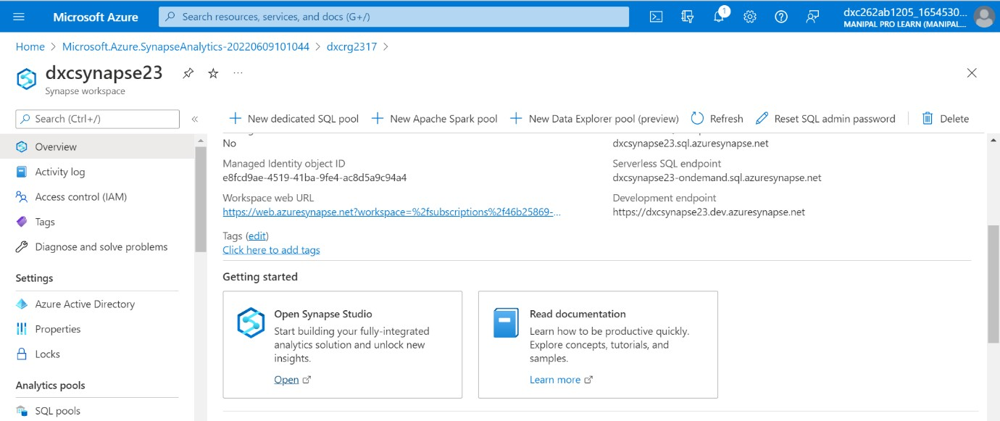 Microsoft Azure
Search resources, services, and docs (G+/)
1
dxc262ab1205_1654530...
MANIPAL PRO LEARN (MANIPAL...
Home > Microsoft.Azure.SynapseAnalytics-20220609101044 > dxcrg2317 >
dxcsynapse23
...
Synapse workspace
Search (Ctrl+/)
«
New dedicated SQL pool
New Apache Spark pool
New Data Explorer pool (preview)
Refresh
Reset SQL admin password
Delete
Overview
Activity log
Access control (IAM)
Tags
Diagnose and solve problems
Settings
Azure Active Directory
Properties
Locks
Analytics pools
SQL pools
No
Managed Identity object ID
e8fcd9ae-4519-41ba-9fe4-ac8d5a9c94a4
Workspace web URL
https://web.azuresynapse.net?workspace=%2fsubscriptions%2f46b25869-...
Tags (edit)
Click here to add tags
dxcsynapse23.sql.azuresynapse.net
Serverless SQL endpoint
dxcsynapse23-ondemand.sql.azuresynapse.net
Development endpoint
https://dxcsynapse23.dev.azuresynapse.net
Getting started
Open Synapse Studio
Start building your fully-integrated
analytics solution and unlock new
insights.
Open
Read documentation
Learn how to be productive quickly.
Explore concepts, tutorials, and
samples.
Learn more